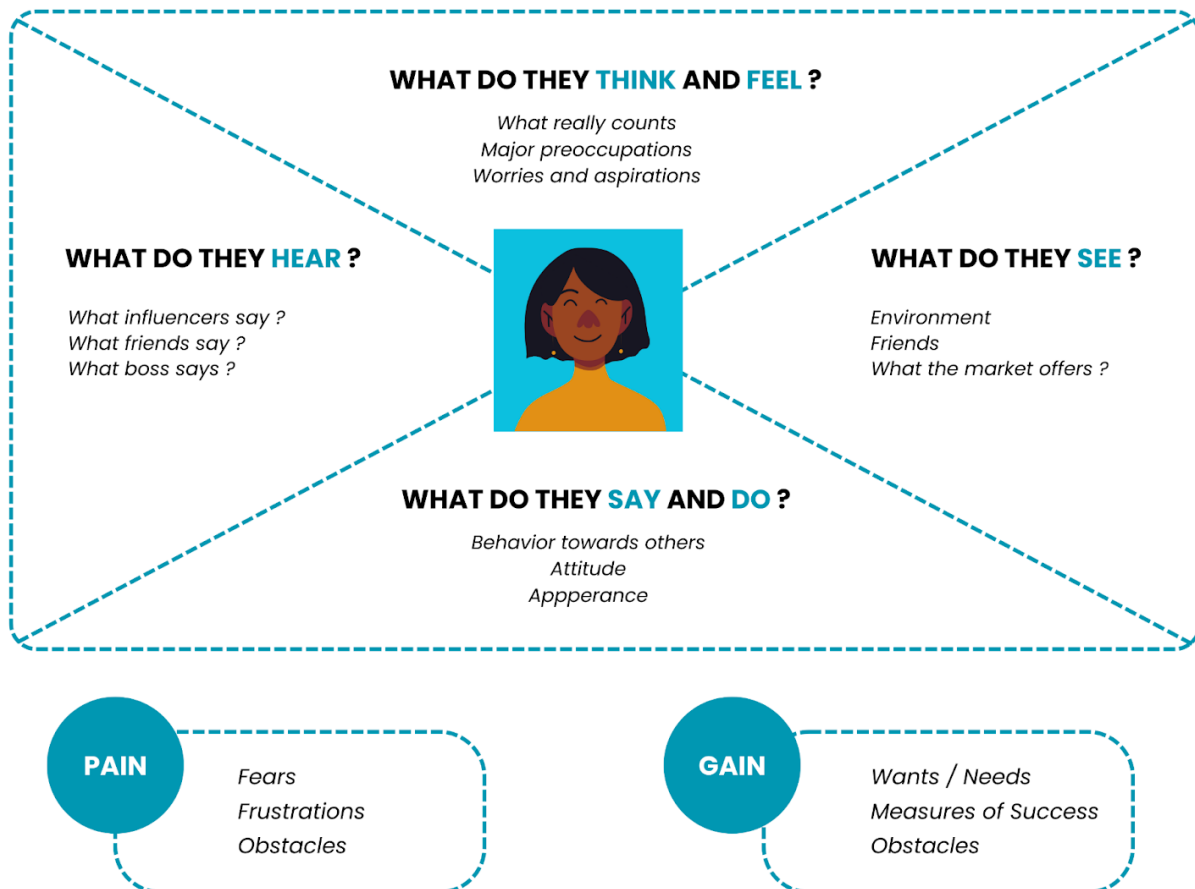 WHAT DO THEY THINK AND FEEL ?
What really counts
Major preoccupations
Worries and aspirations
WHAT DO THEY HEAR ?
What influencers say ?
What friends say ?
What boss says ?
WHAT DO THEY SEE ?
Environment
Friends
What the market offers ?
WHAT DO THEY SAY AND DO ?
Behavior towards others
Attitude
Appperance
PAIN
Fears
Frustrations
Obstacles
GAIN
Wants / Needs
Measures of Success
Obstacles